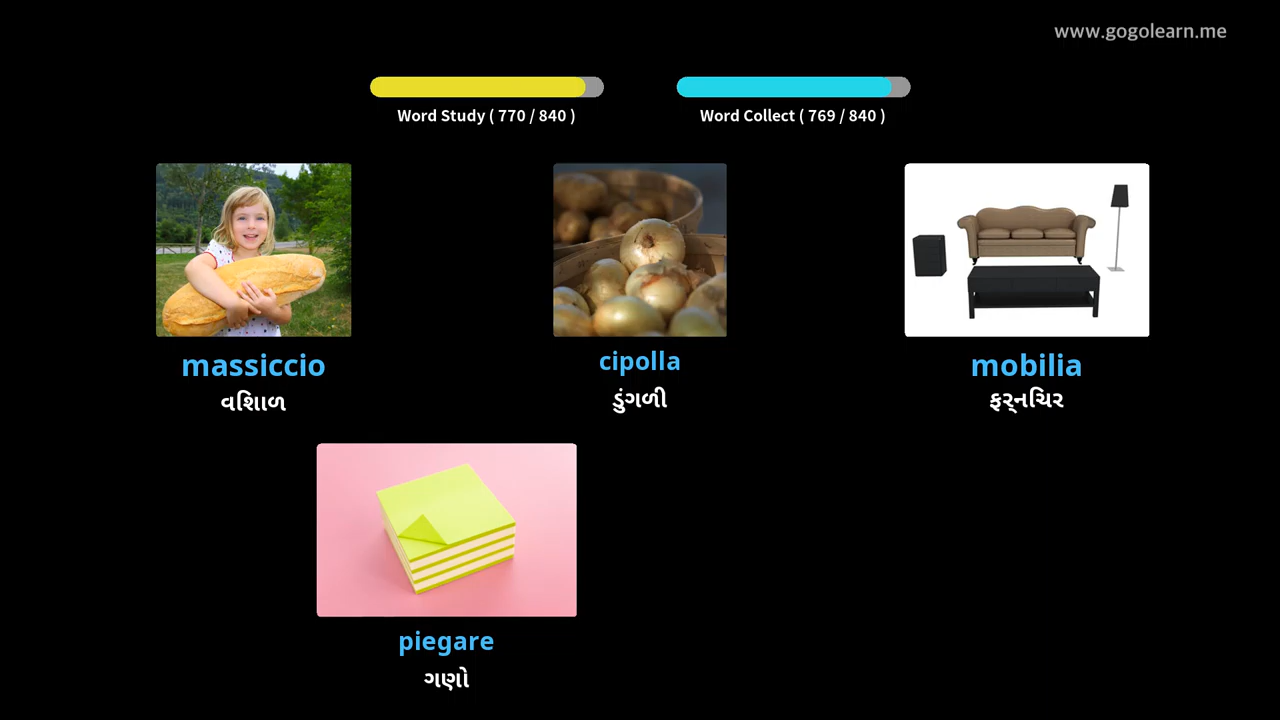 www.gogolearn.me
Word Study ( 770 / 840 )
Word Collect ( 769 / 840 )
massiccio
વિશાળ
cipolla
ડુંગળી
mobilia
ફર્નિચર
piegare
ગણો